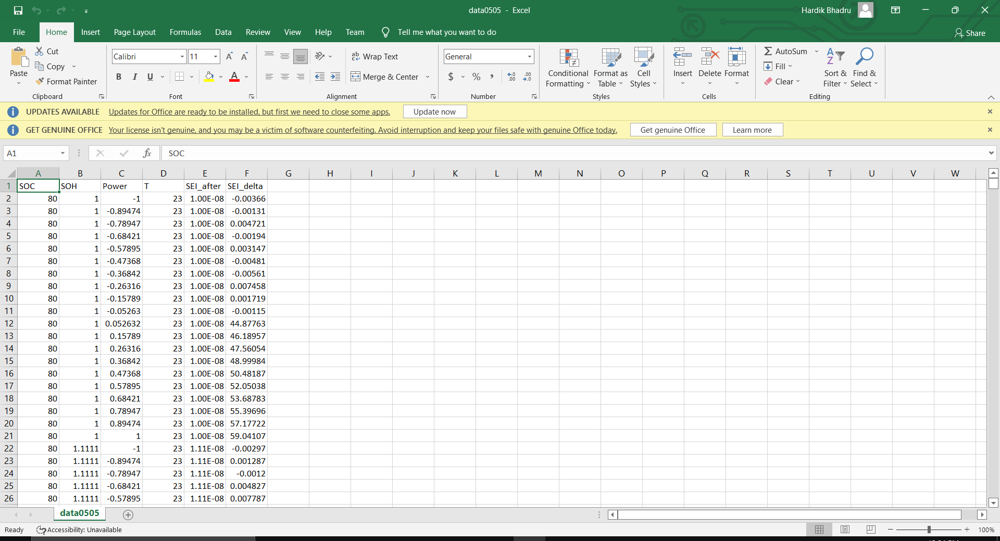 data0505 - Excel
Hardik Bhadru
File Home Insert Page Layout Formulas Data Review View Help Team Tell me what you want to do
Share
Paste
Cut
Copy
Format Painter
Clipboard
Calibri 11
B I U
Font
Wrap Text
Merge & Center
Alignment
General
$ % ,
Number
Conditional Formatting
Format as Table
Cell Styles
Styles
Insert
Delete
Format
Cells
AutoSum
Fill
Clear
Sort & Filter
Find & Select
Editing
UPDATES AVAILABLE Updates for Office are ready to be installed, but first we need to close some apps. Update now
GET GENUINE OFFICE Your license isn't genuine, and you may be a victim of software counterfeiting. Avoid interruption and keep your files safe with genuine Office today. Get genuine Office Learn more
A1 fx SOC
A B C D E F G H I J K L M N O P Q R S T U V W
1 SOC SOH Power T SEI_after SEI_delta
2 80 1 -1 23 1.00E-08 -0.00366
3 80 1 -0.89474 23 1.00E-08 -0.00131
4 80 1 -0.78947 23 1.00E-08 0.004721
5 80 1 -0.68421 23 1.00E-08 -0.00194
6 80 1 -0.57895 23 1.00E-08 0.003147
7 80 1 -0.47368 23 1.00E-08 -0.00481
8 80 1 -0.36842 23 1.00E-08 -0.00561
9 80 1 -0.26316 23 1.00E-08 0.007458
10 80 1 -0.15789 23 1.00E-08 0.001719
11 80 1 -0.05263 23 1.00E-08 -0.00115
12 80 1 0.052632 23 1.00E-08 44.87763
13 80 1 0.15789 23 1.00E-08 46.18957
14 80 1 0.26316 23 1.00E-08 47.56054
15 80 1 0.36842 23 1.00E-08 48.99984
16 80 1 0.47368 23 1.00E-08 50.48187
17 80 1 0.57895 23 1.00E-08 52.05038
18 80 1 0.68421 23 1.00E-08 53.68783
19 80 1 0.78947 23 1.00E-08 55.39696
20 80 1 0.89474 23 1.00E-08 57.17722
21 80 1 1 23 1.00E-08 59.04107
22 80 1.1111 -1 23 1.11E-08 -0.00297
23 80 1.1111 -0.89474 23 1.11E-08 0.001287
24 80 1.1111 -0.78947 23 1.11E-08 -0.0012
25 80 1.1111 -0.68421 23 1.11E-08 0.004827
26 80 1.1111 -0.57895 23 1.11E-08 0.007787
data0505
Ready Accessibility: Unavailable
100%